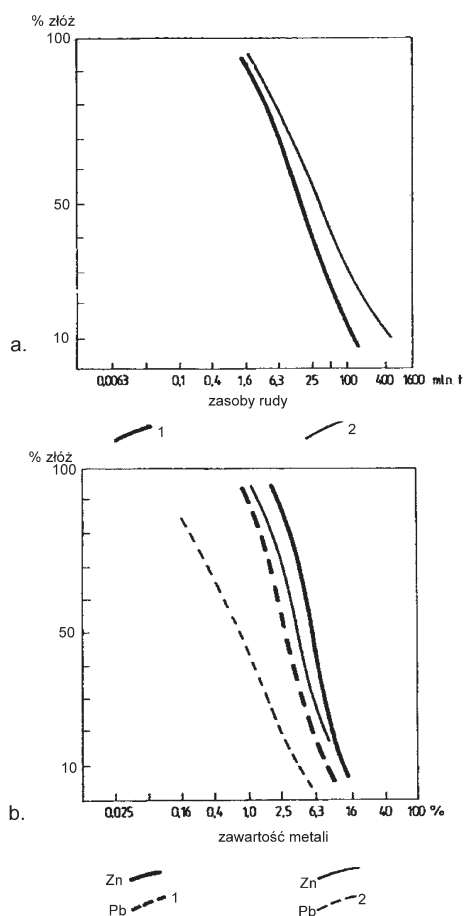 % złóż
100
50
10
a.
0,0063 0,1 0,4 1,6 6,3 25 100 400 1600 mln t
zasoby rudy
1 2
% złóż
100
50
10
b.
0,025 0,16 0,4 1,0 2,5 6,3 16 40 100 %
zawartość metali
Zn Zn
Pb 1 Pb 2